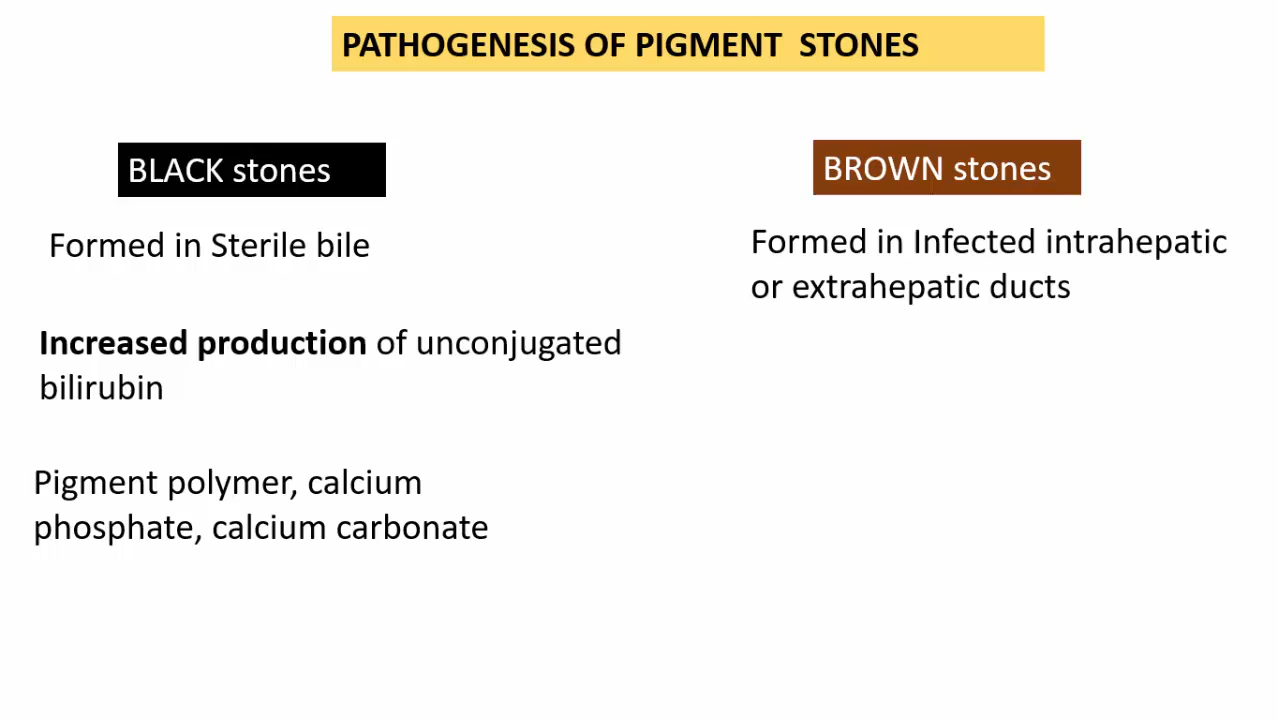 PATHOGENESIS OF PIGMENT  STONES
BLACK stones
Formed in Sterile bile
Increased production of unconjugated
bilirubin
Pigment polymer, calcium
phosphate, calcium carbonate
BROWN stones
Formed in Infected intrahepatic
or extrahepatic ducts